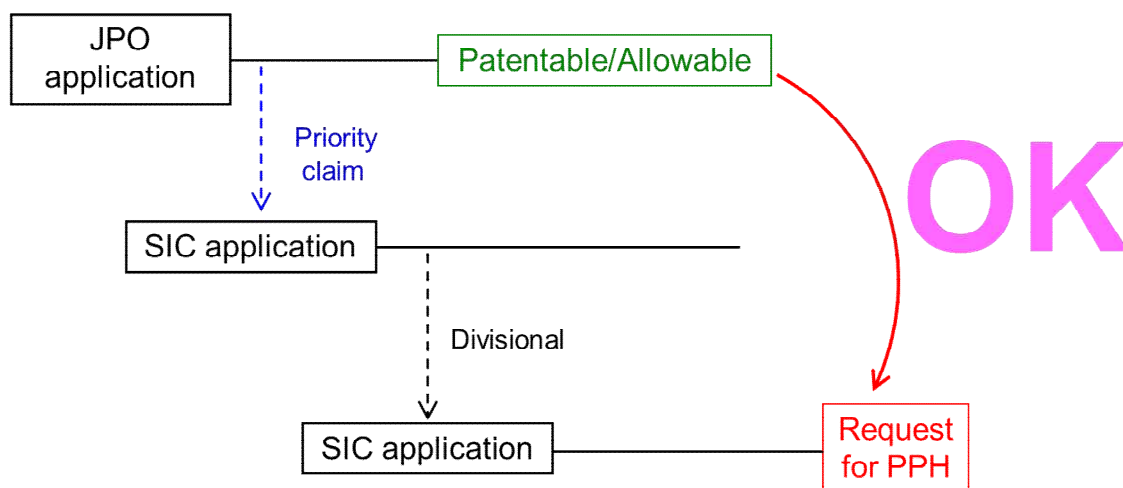 JPO
application
Patentable/Allowable
Priority
claim
OK
SIC application
Divisional
SIC application
Request
for PPH